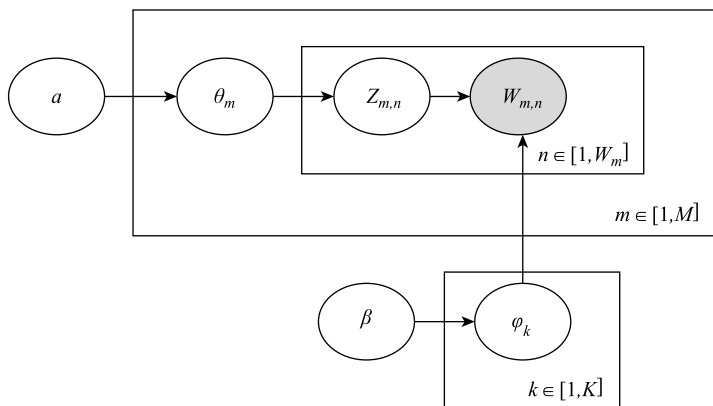 a
θ_m
Z_{m,n}
W_{m,n}
n ∈ [1,W_m]
m ∈ [1,M]
β
φ_k
k ∈ [1,K]